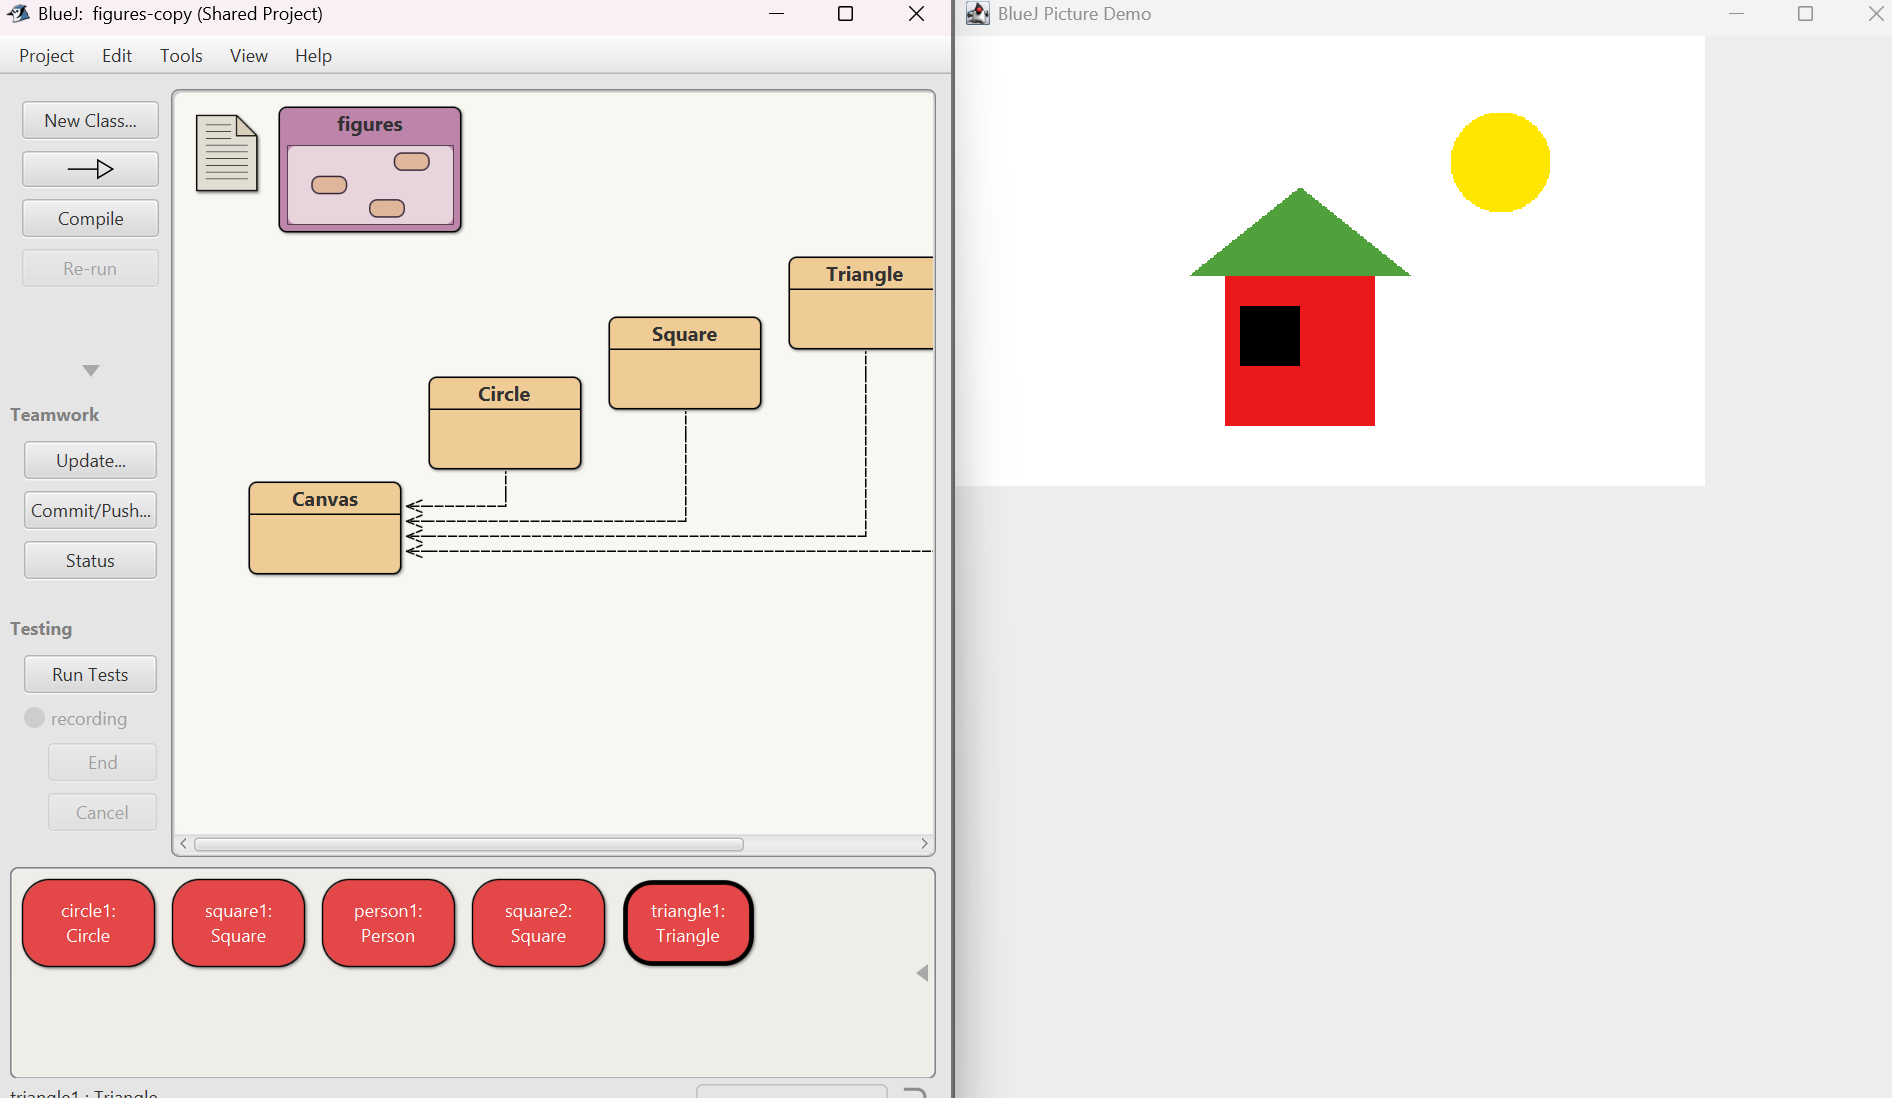 BlueJ: figures-copy (Shared Project)
BlueJ Picture Demo
Project Edit Tools View Help
New Class...
Compile
Re-run
Teamwork
Update...
Commit/Push...
Status
Testing
Run Tests
recording
End
Cancel
figures
Triangle
Square
Circle
Canvas
circle1:
Circle
square1:
Square
person1:
Person
square2:
Square
triangle1:
Triangle
triangle1 : Triangle